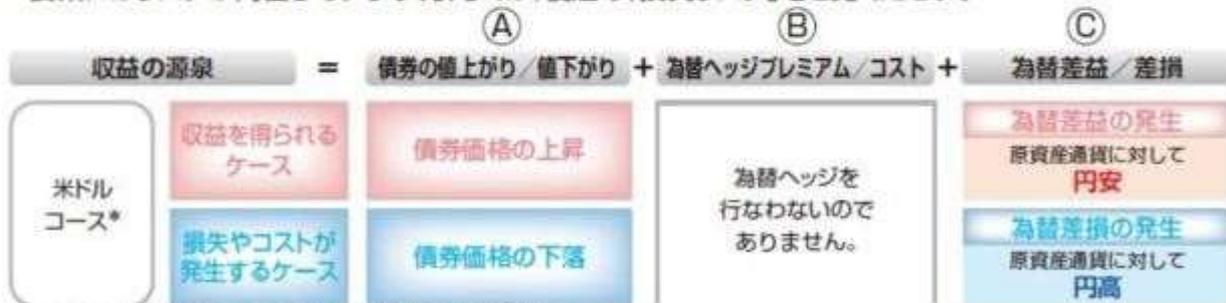 Ⓐ Ⓑ Ⓒ
収益の源泉 = 債券の値上がり／値下がり + 為替ヘッジプレミアム／コスト + 為替差益／差損
米ドル
コース*
収益を得られる
ケース
債券価格の上昇
為替ヘッジを
行なわないので
ありません。
為替差益の発生
原資産通貨に対して
円安
損失やコストが
発生するケース
債券価格の下落
為替差損の発生
原資産通貨に対して
円高